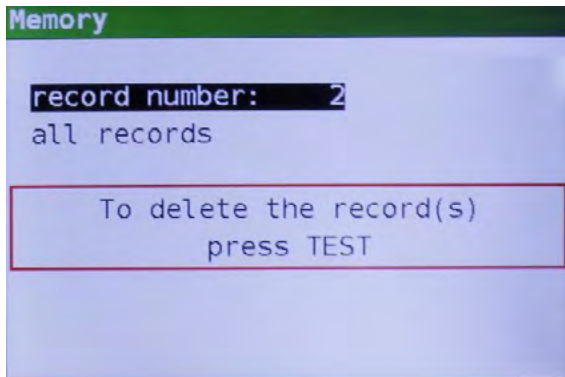 Memory
record number: 2
all records
To delete the record(s)
press TEST